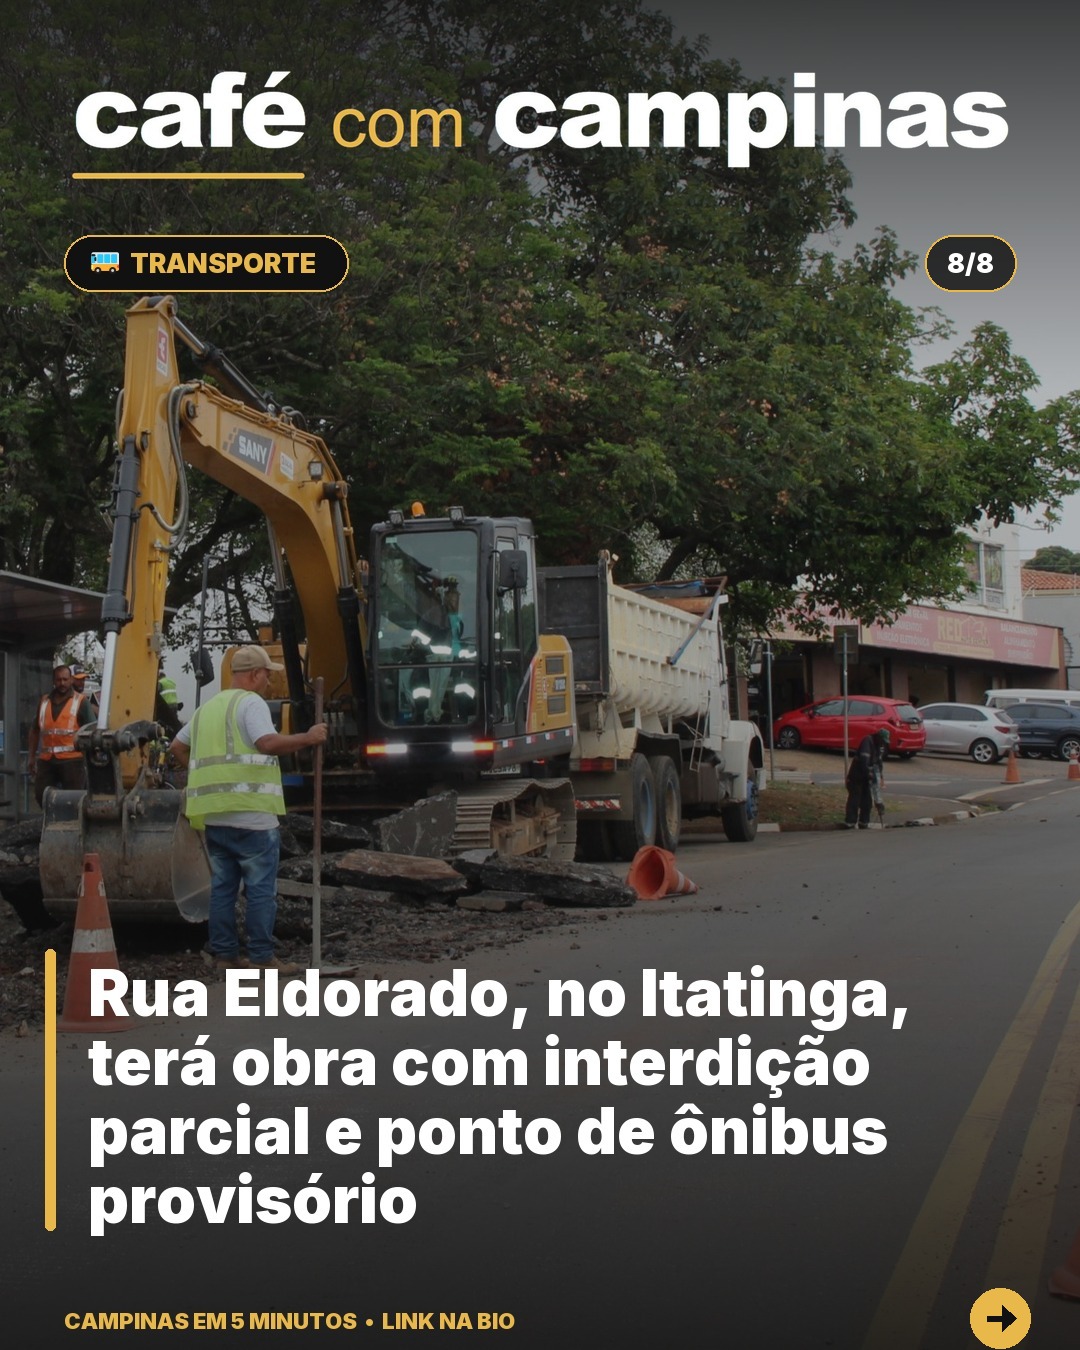 café com campinas
TRANSPORTE
8/8
SANY
RED
Rua Eldorado, no Itatinga,
terá obra com interdição
parcial e ponto de ônibus
provisório
CAMPINAS EM 5 MINUTOS • LINK NA BIO